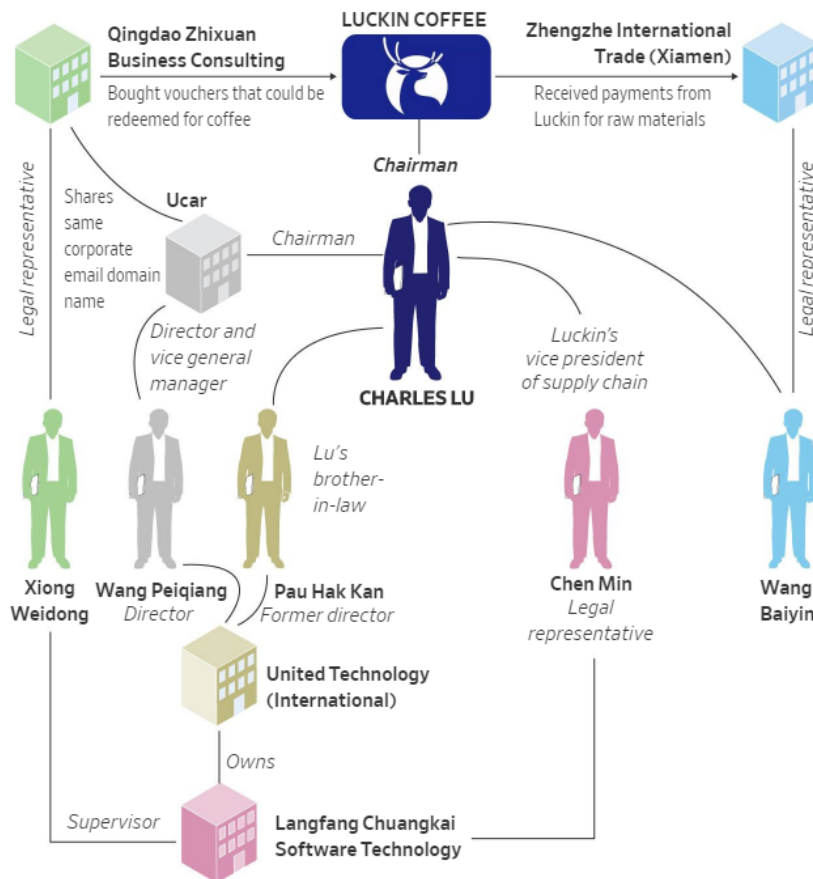 Qingdao Zhixuan
Business Consulting
Bought vouchers that could be
redeemed for coffee
LUCKIN COFFEE
Zhengzhe International
Trade (Xiamen)
Received payments from
Luckin for raw materials
Chairman
Legal representative
Shares
same
corporate
email domain
name
Ucar
Chairman
Legal representative
Director and
vice general
manager
Luckin's
vice president
of supply chain
CHARLES LU
Lu's
brother-
in-law
Xiong
Weidong
Wang Peiqiang
Director
Pau Hak Kan
Former director
Chen Min
Legal
representative
Wang
Baiyin
United Technology
(International)
Owns
Supervisor
Langfang Chuangkai
Software Technology